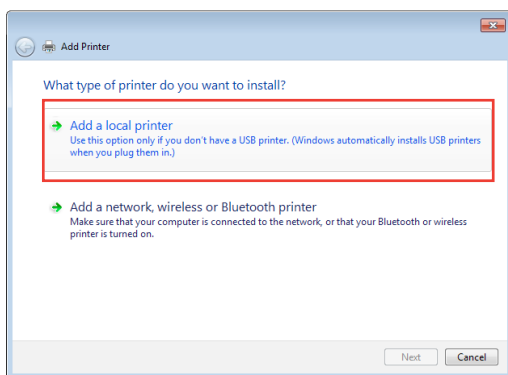 Add Printer
What type of printer do you want to install?
Add a local printer
Use this option only if you don't have a USB printer. (Windows automatically installs USB printers
when you plug them in.)
Add a network, wireless or Bluetooth printer
Make sure that your computer is connected to the network, or that your Bluetooth or wireless
printer is turned on.
Next Cancel